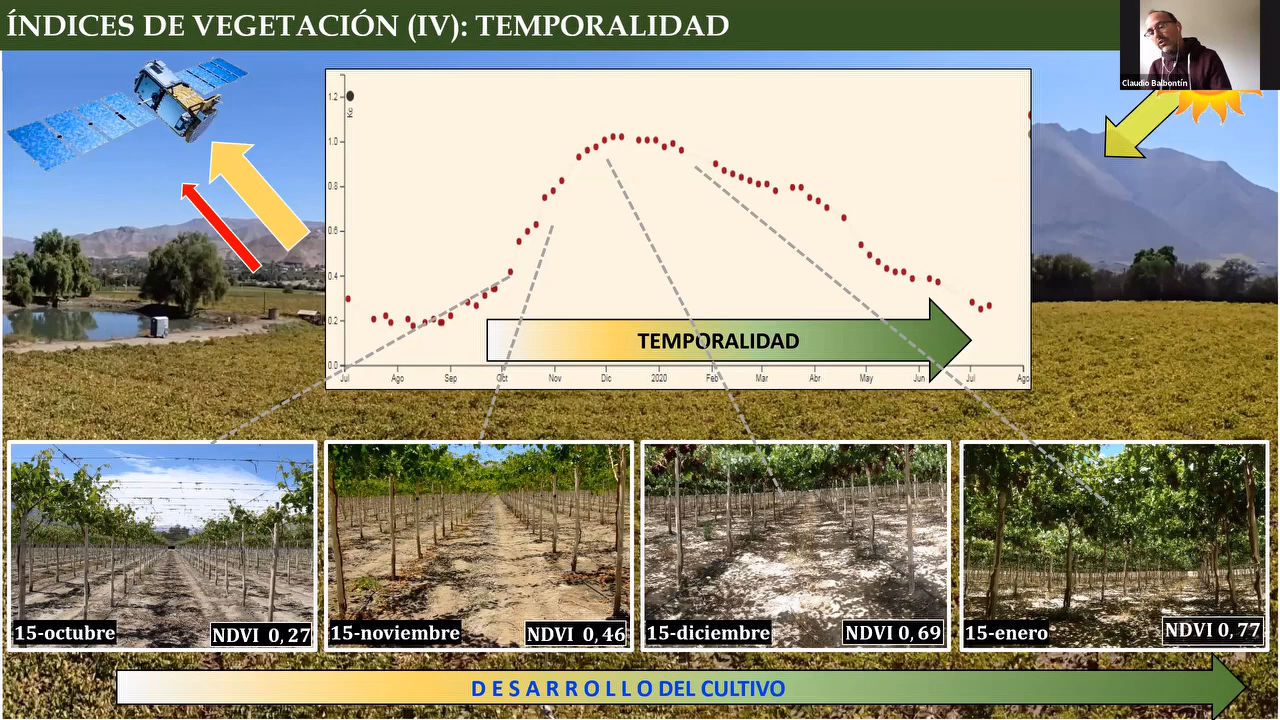 ÍNDICES DE VEGETACIÓN (IV): TEMPORALIDAD
Claudio Balbontín
Kc
1.2
1.0
0.8
0.6
0.4
0.2
0.0
Jul Ago Sep Oct Nov Dic 2020 Feb Mar Abr May Jun Jul Ago
TEMPORALIDAD
15-octubre NDVI 0,27
15-noviembre NDVI 0,46
15-diciembre NDVI 0,69
15-enero NDVI 0,77
DESARROLLO DEL CULTIVO